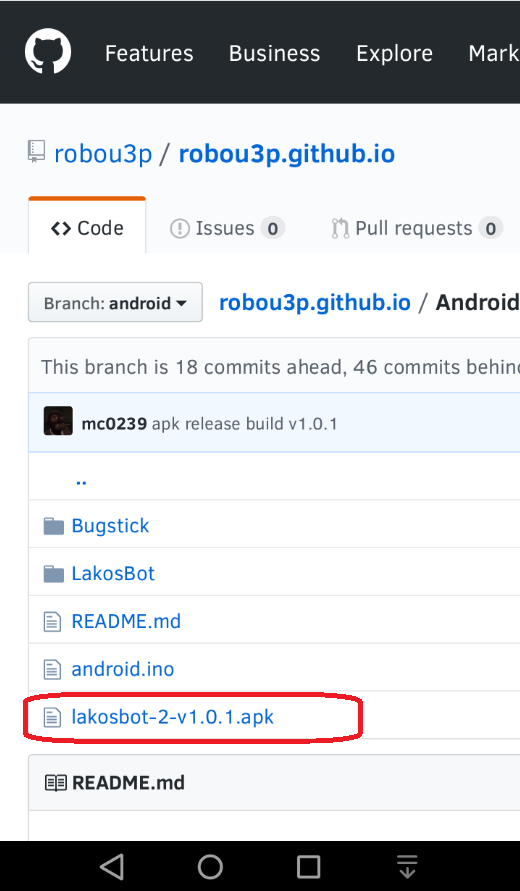 Features Business Explore Mark
robou3p / robou3p.github.io
Code Issues 0 Pull requests 0
Branch: android robou3p.github.io / Android
This branch is 18 commits ahead, 46 commits behin
mc0239 apk release build v1.0.1
..
Bugstick
LakosBot
README.md
android.ino
lakosbot-2-v1.0.1.apk
README.md